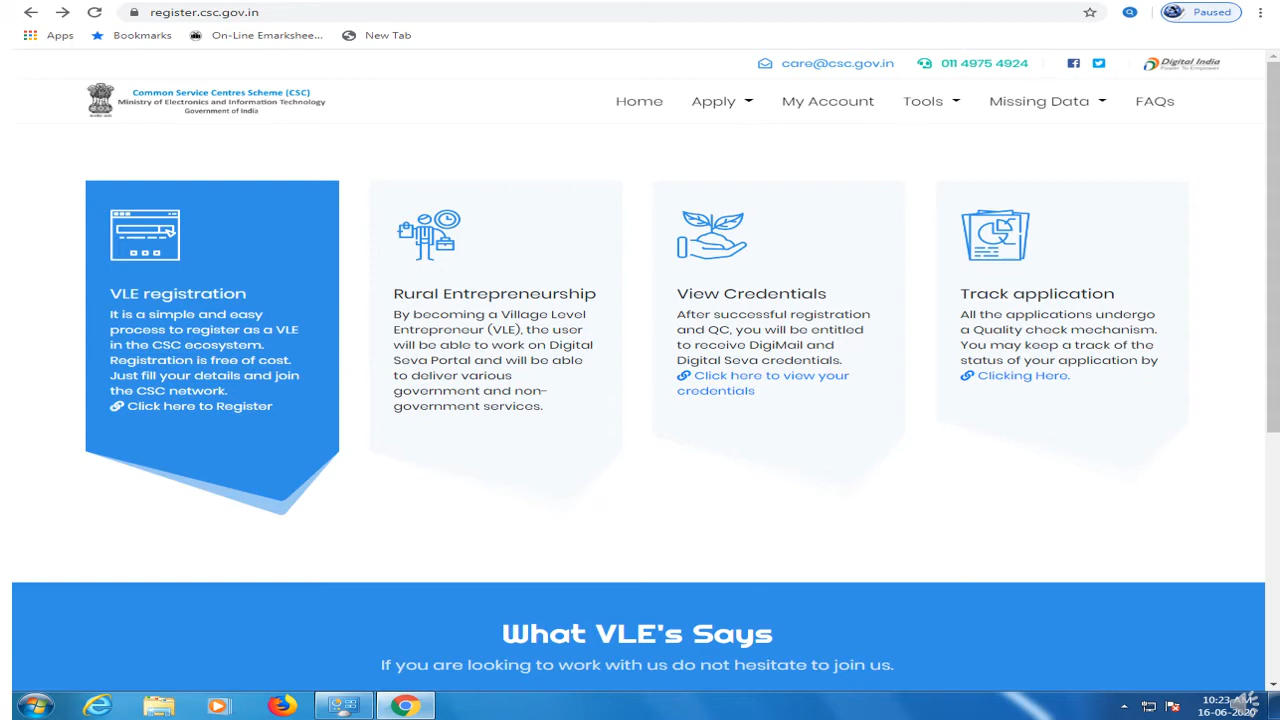 register.csc.gov.in
Paused
Apps
Bookmarks
On-Line Emarkshee...
New Tab
care@csc.gov.in
011 4975 4924
Digital India
Power To Empower
Common Service Centres Scheme (CSC)
Ministry of Electronics and Information Technology
Government of India
Home
Apply
My Account
Tools
Missing Data
FAQs
VLE registration
It is a simple and easy
process to register as a VLE
in the CSC ecosystem.
Registration is free of cost.
Just fill your details and join
the CSC network.
Click here to Register
Rural Entrepreneurship
By becoming a Village Level
Entrepreneur (VLE), the user
will be able to work on Digital
Seva Portal and will be able
to deliver various
government and non-
government services.
View Credentials
After successful registration
and QC, you will be entitled
to receive DigiMail and
Digital Seva credentials.
Click here to view your
credentials
Track application
All the applications undergo
a Quality check mechanism.
You may keep a track of the
status of your application by
Clicking Here.
What VLE's Says
If you are looking to work with us do not hesitate to join us.
10:23 AM
16-06-2020